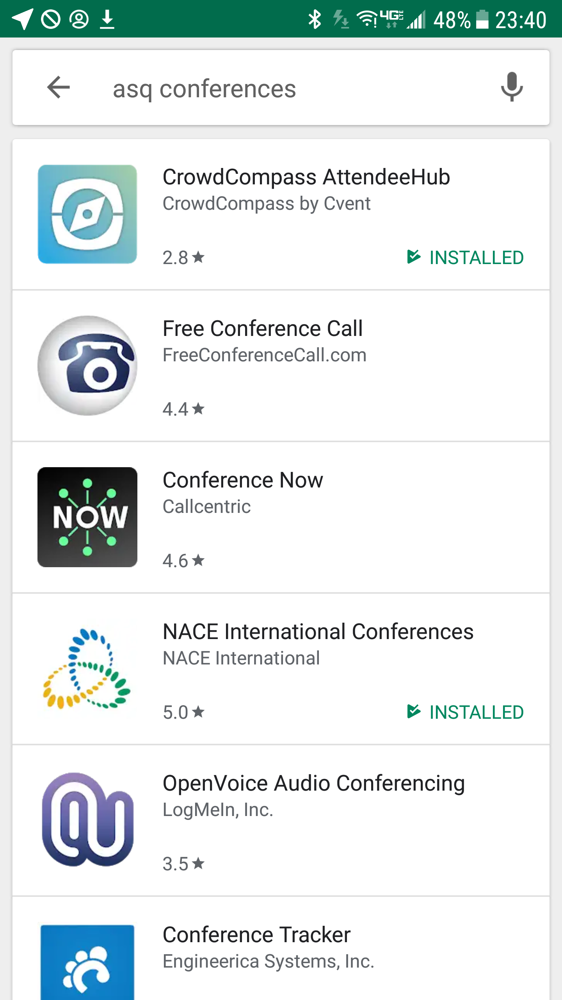 4G LTE 48% 23:40
asq conferences
CrowdCompass AttendeeHub
CrowdCompass by Cvent
2.8 ★ INSTALLED
Free Conference Call
FreeConferenceCall.com
4.4 ★
NOW
Conference Now
Callcentric
4.6 ★
NACE International Conferences
NACE International
5.0 ★ INSTALLED
OpenVoice Audio Conferencing
LogMeIn, Inc.
3.5 ★
Conference Tracker
Engineerica Systems, Inc.